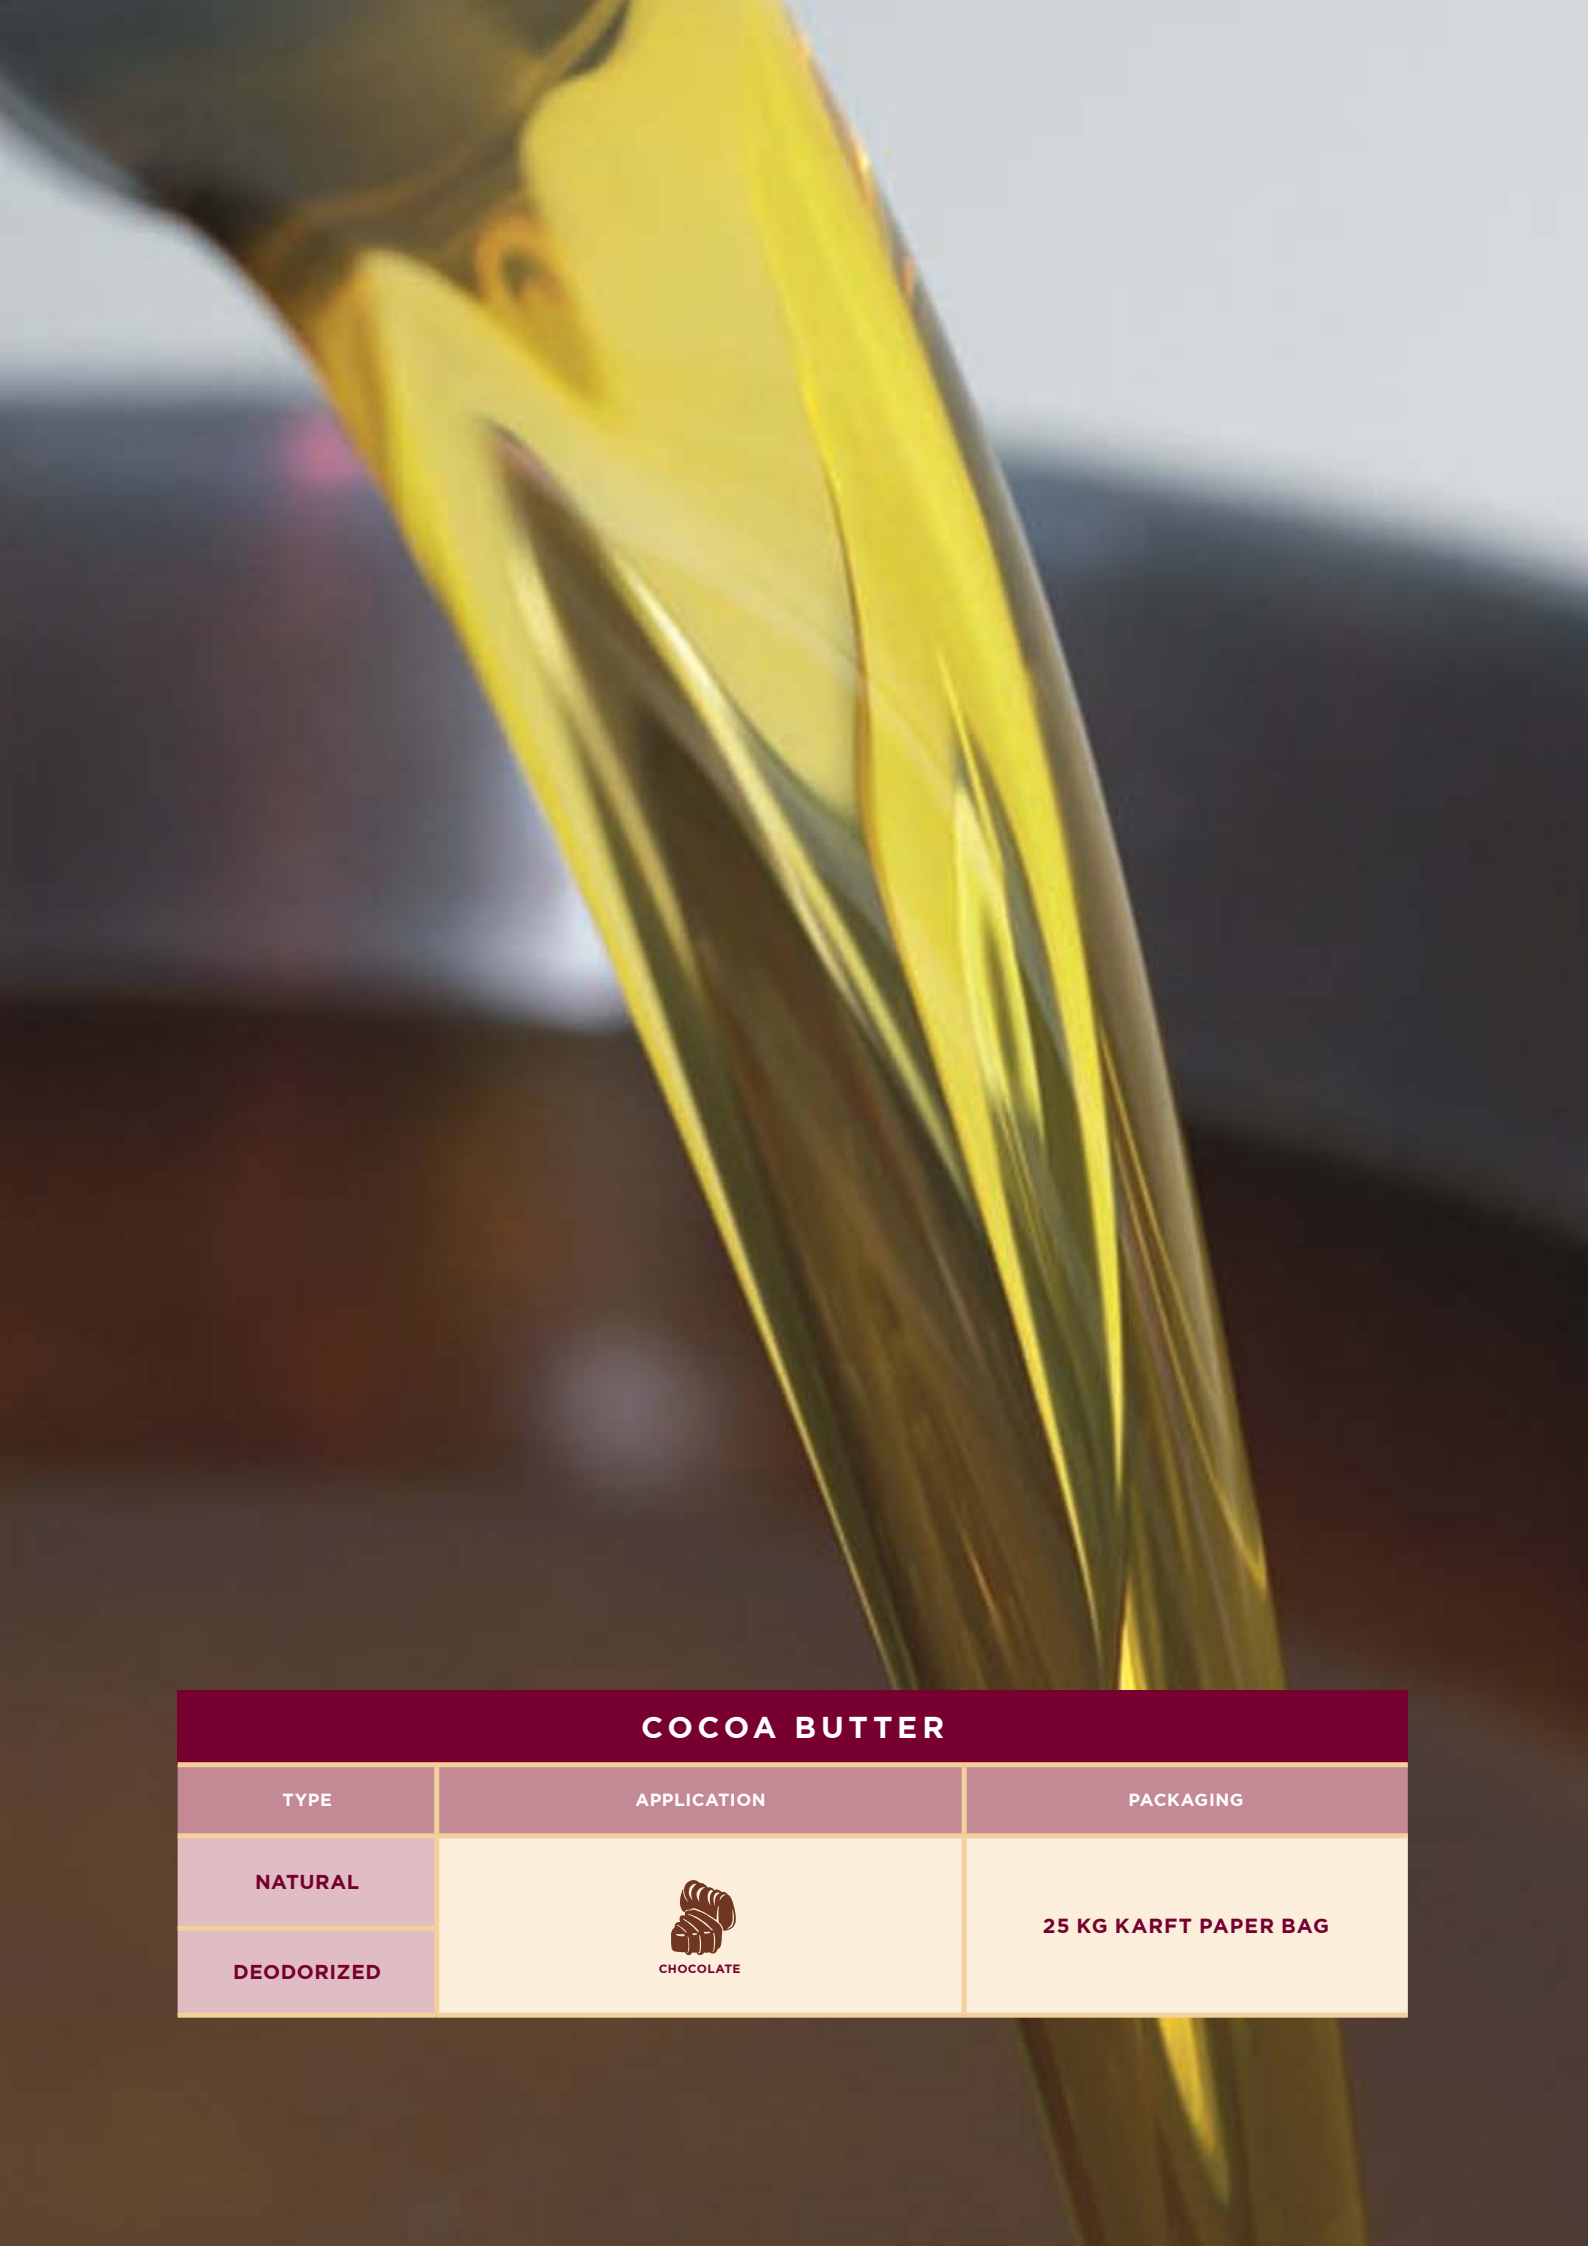 COCOA BUTTER
TYPE
APPLICATION
PACKAGING
NATURAL
DEODORIZED
CHOCOLATE
25 KG KARFT PAPER BAG